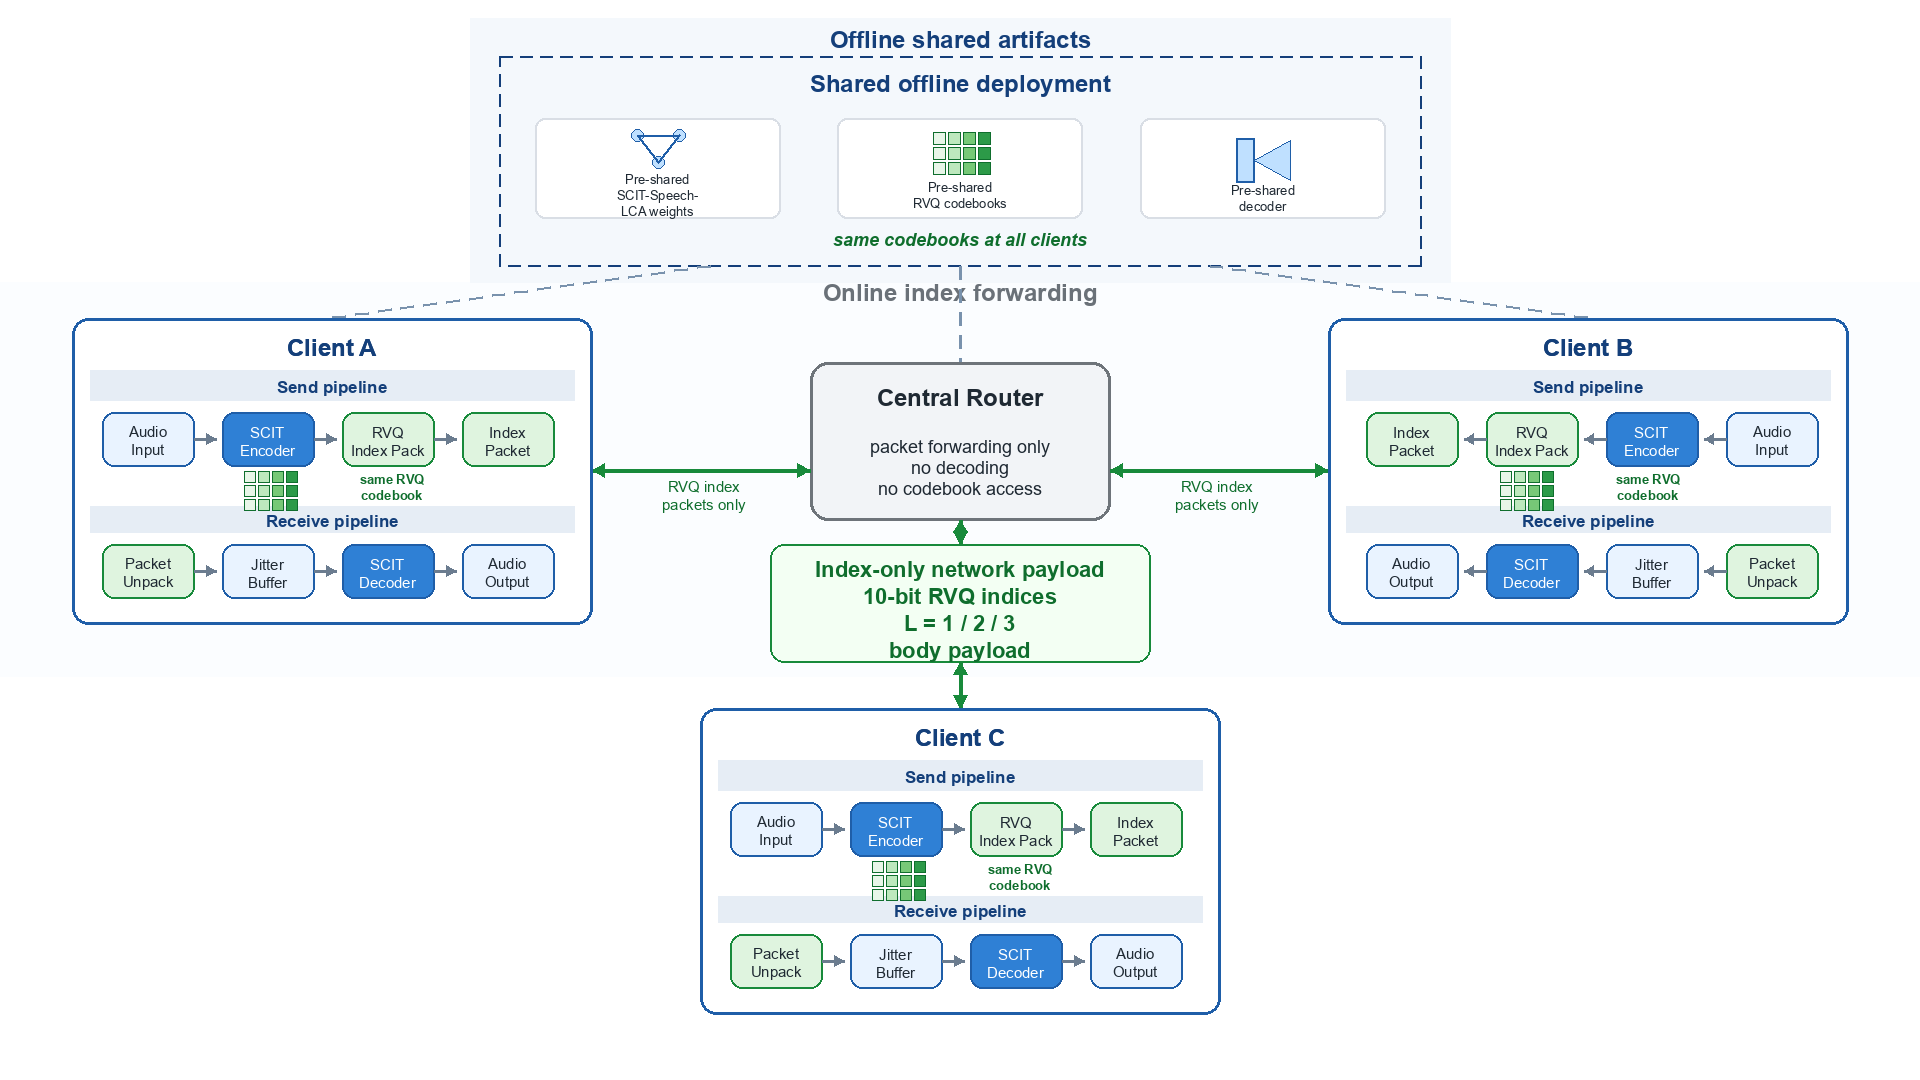 Offline shared artifacts
Shared offline deployment
Pre-shared
SCIT-Speech-
LCA weights
Pre-shared
RVQ codebooks
Pre-shared
decoder
same codebooks at all clients
Online index forwarding
Client A
Send pipeline
Audio
Input
SCIT
Encoder
RVQ
Index Pack
Index
Packet
same RVQ
codebook
Receive pipeline
Packet
Unpack
Jitter
Buffer
SCIT
Decoder
Audio
Output
RVQ index
packets only
Central Router
packet forwarding only
no decoding
no codebook access
RVQ index
packets only
Client B
Send pipeline
Index
Packet
RVQ
Index Pack
SCIT
Encoder
Audio
Input
same RVQ
codebook
Receive pipeline
Audio
Output
SCIT
Decoder
Jitter
Buffer
Packet
Unpack
Index-only network payload
10-bit RVQ indices
L = 1 / 2 / 3
body payload
Client C
Send pipeline
Audio
Input
SCIT
Encoder
RVQ
Index Pack
Index
Packet
same RVQ
codebook
Receive pipeline
Packet
Unpack
Jitter
Buffer
SCIT
Decoder
Audio
Output